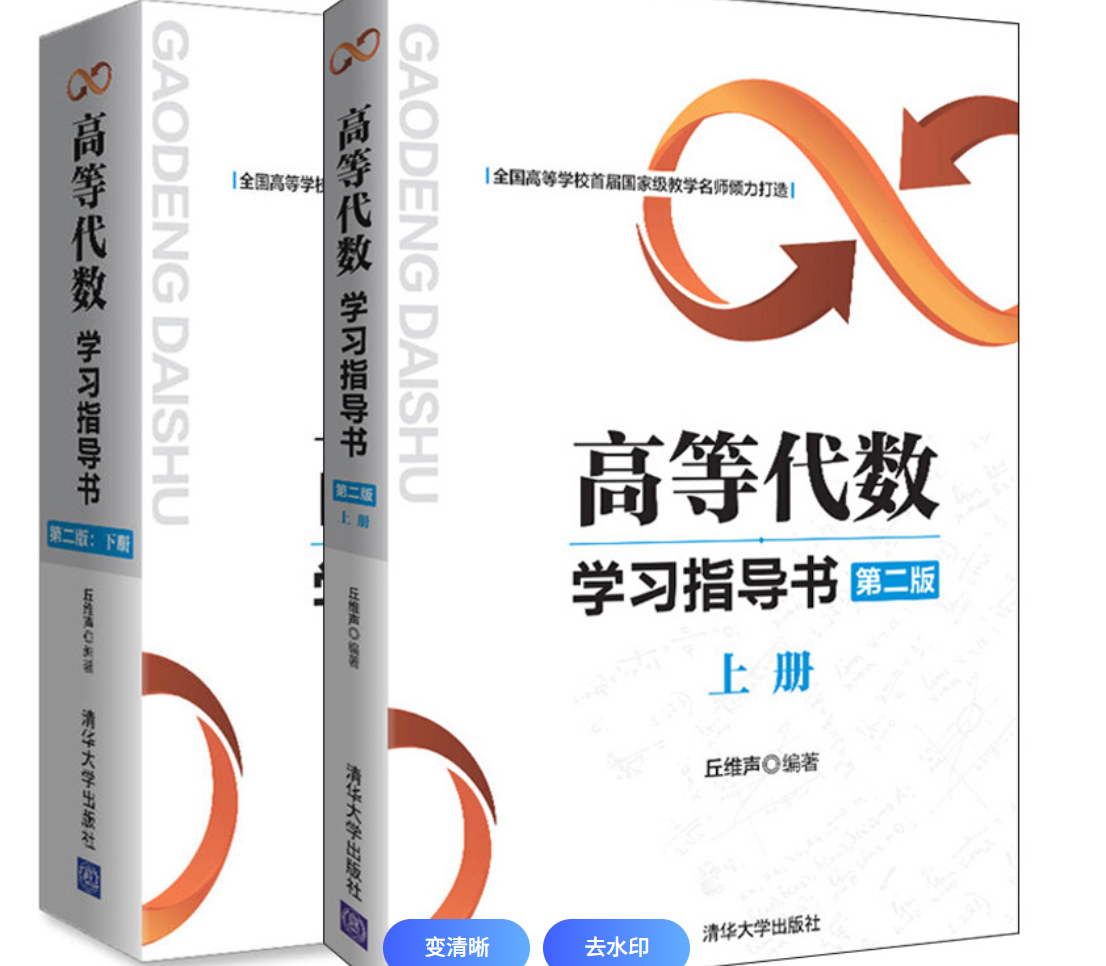 高等代数
学习指导书
第二版：下册
丘维声◎编著
清华大学出版社
GAODENG DAISHU
全国高等学校
高等代数
学习指导书
第二版
上册
丘维声◎编著
清华大学出版社
GAODENG DAISHU
全国高等学校首届国家级教学名师倾力打造
高等代数
学习指导书 第二版
上册
丘维声◎编著
清华大学出版社
变清晰
去水印